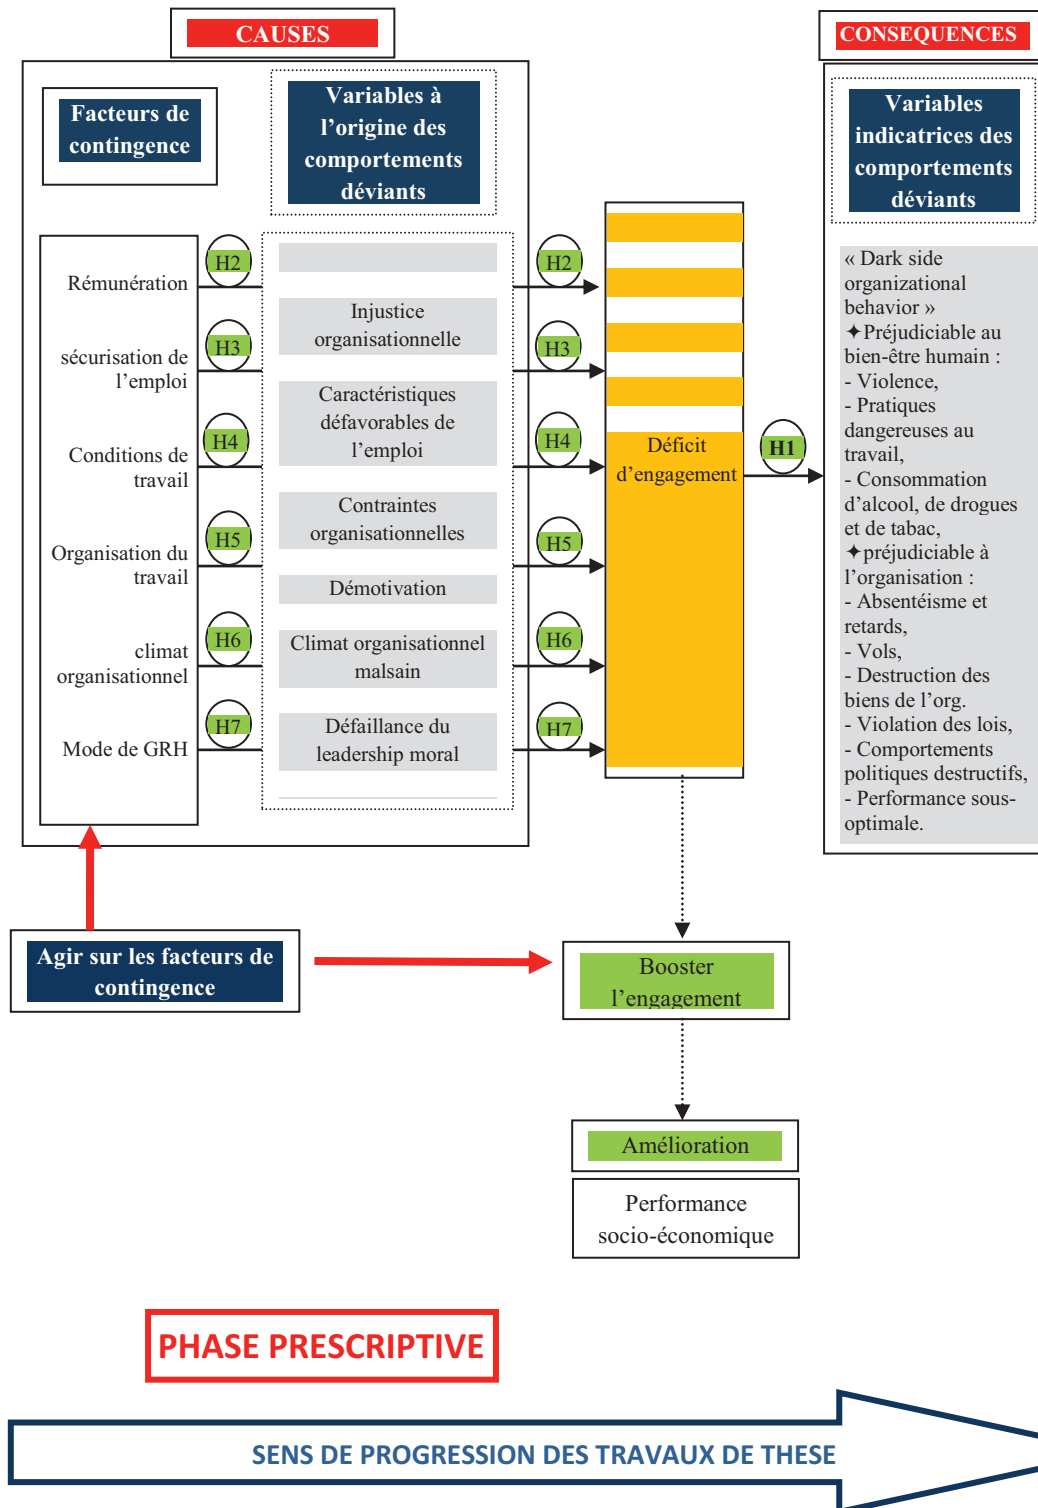 CAUSES
CONSEQUENCES
Facteurs de
contingence
Variables à
l’origine des
comportements
déviants
Variables
indicatrices des
comportements
déviants
Rémunération
sécurisation de
l’emploi
Conditions de
travail
Organisation du
travail
climat
organisationnel
Mode de GRH
H2
H3
H4
H5
H6
H7
Injustice
organisationnelle
Caractéristiques
défavorables de
l’emploi
Contraintes
organisationnelles
Démotivation
Climat organisationnel
malsain
Défaillance du
leadership moral
H2
H3
H4
H5
H6
H7
Déficit
d’engagement
H1
« Dark side
organizational
behavior »
✦Préjudiciable au
bien-être humain :
- Violence,
- Pratiques
dangereuses au
travail,
- Consommation
d’alcool, de drogues
et de tabac,
✦préjudiciable à
l’organisation :
- Absentéisme et
retards,
- Vols,
- Destruction des
biens de l’org.
- Violation des lois,
- Comportements
politiques destructifs,
- Performance sous-
optimale.
Agir sur les facteurs de
contingence
Booster
l’engagement
Amélioration
Performance
socio-économique
PHASE PRESCRIPTIVE
SENS DE PROGRESSION DES TRAVAUX DE THESE